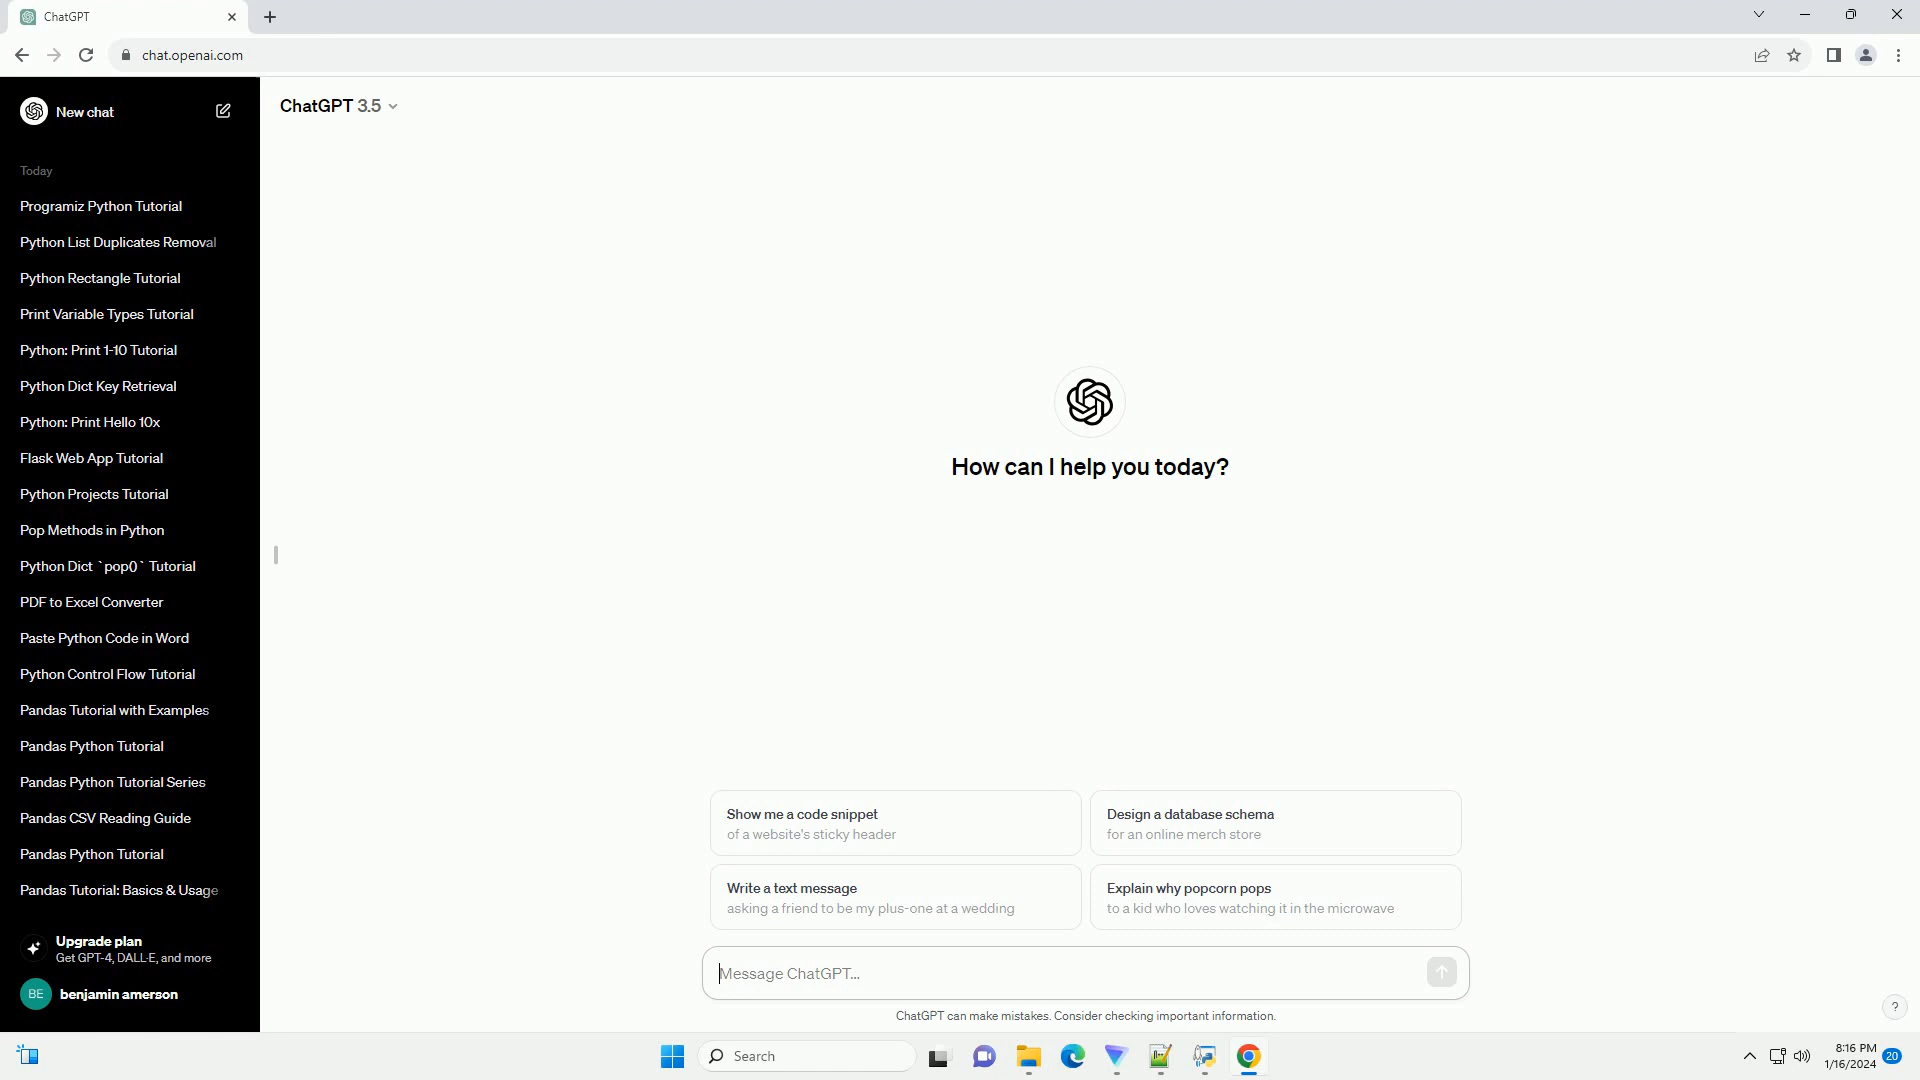 ChatGPT
chat.openai.com
New chat
ChatGPT 3.5
Today
Programiz Python Tutorial
Python List Duplicates Removal
Python Rectangle Tutorial
Print Variable Types Tutorial
Python: Print 1-10 Tutorial
Python Dict Key Retrieval
Python: Print Hello 10x
Flask Web App Tutorial
Python Projects Tutorial
Pop Methods in Python
Python Dict `pop()` Tutorial
PDF to Excel Converter
Paste Python Code in Word
Python Control Flow Tutorial
Pandas Tutorial with Examples
Pandas Python Tutorial
Pandas Python Tutorial Series
Pandas CSV Reading Guide
Pandas Python Tutorial
Pandas Tutorial: Basics & Usage
Upgrade plan
Get GPT-4, DALL·E, and more
BE
benjamin amerson
How can I help you today?
Show me a code snippet
of a website's sticky header
Design a database schema
for an online merch store
Write a text message
asking a friend to be my plus-one at a wedding
Explain why popcorn pops
to a kid who loves watching it in the microwave
Message ChatGPT...
ChatGPT can make mistakes. Consider checking important information.
?
Search
8:16 PM
1/16/2024
20